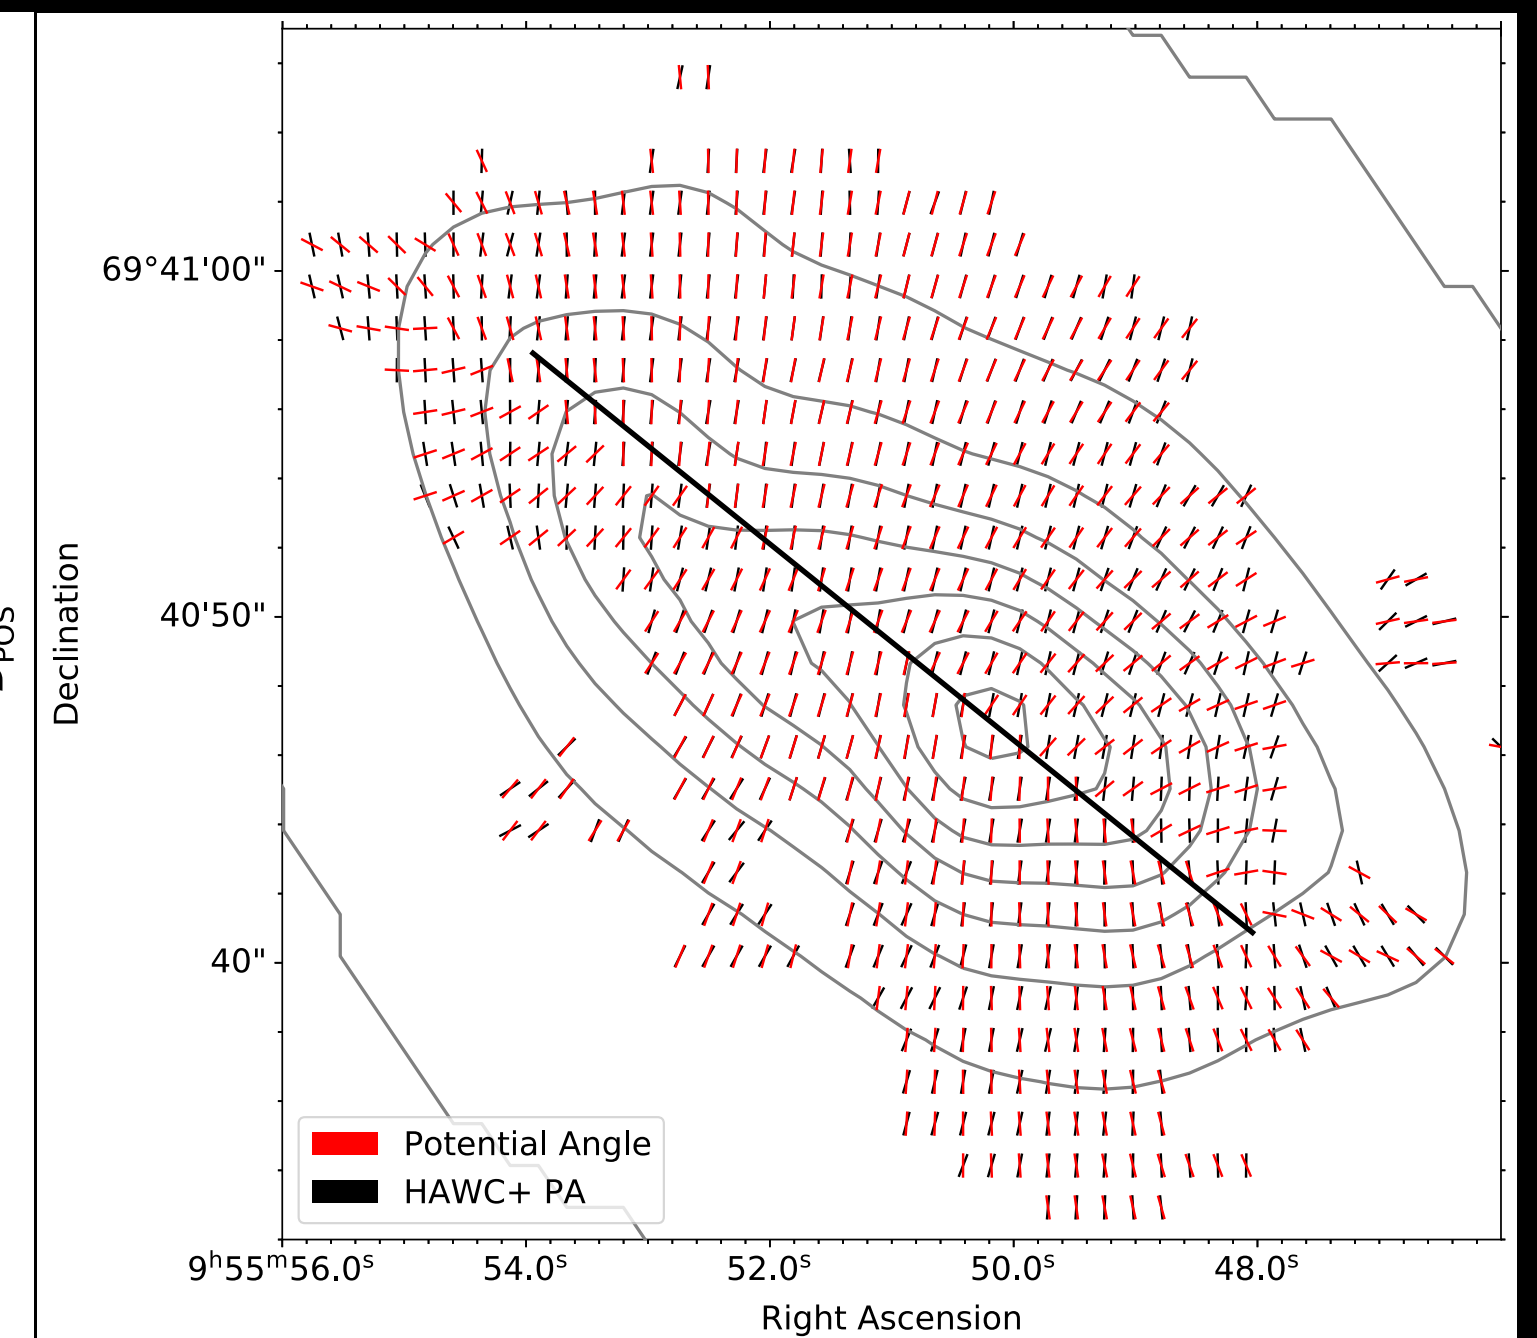 POS
Declination
69°41'00"
40'50"
40"
Potential Angle
HAWC+ PA
9ʰ55ᵐ56.0ˢ 54.0ˢ 52.0ˢ 50.0ˢ 48.0ˢ
Right Ascension